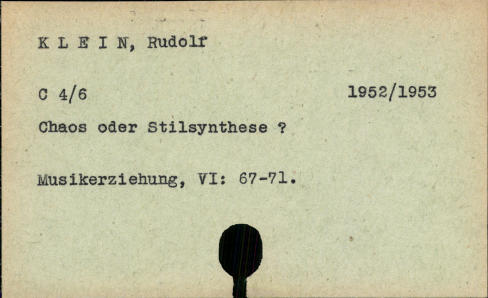 K L E I N, Rudolf
C 4/6 1952/1953
Chaos oder Stilsynthese ?
Musikerziehung, VI: 67-71.